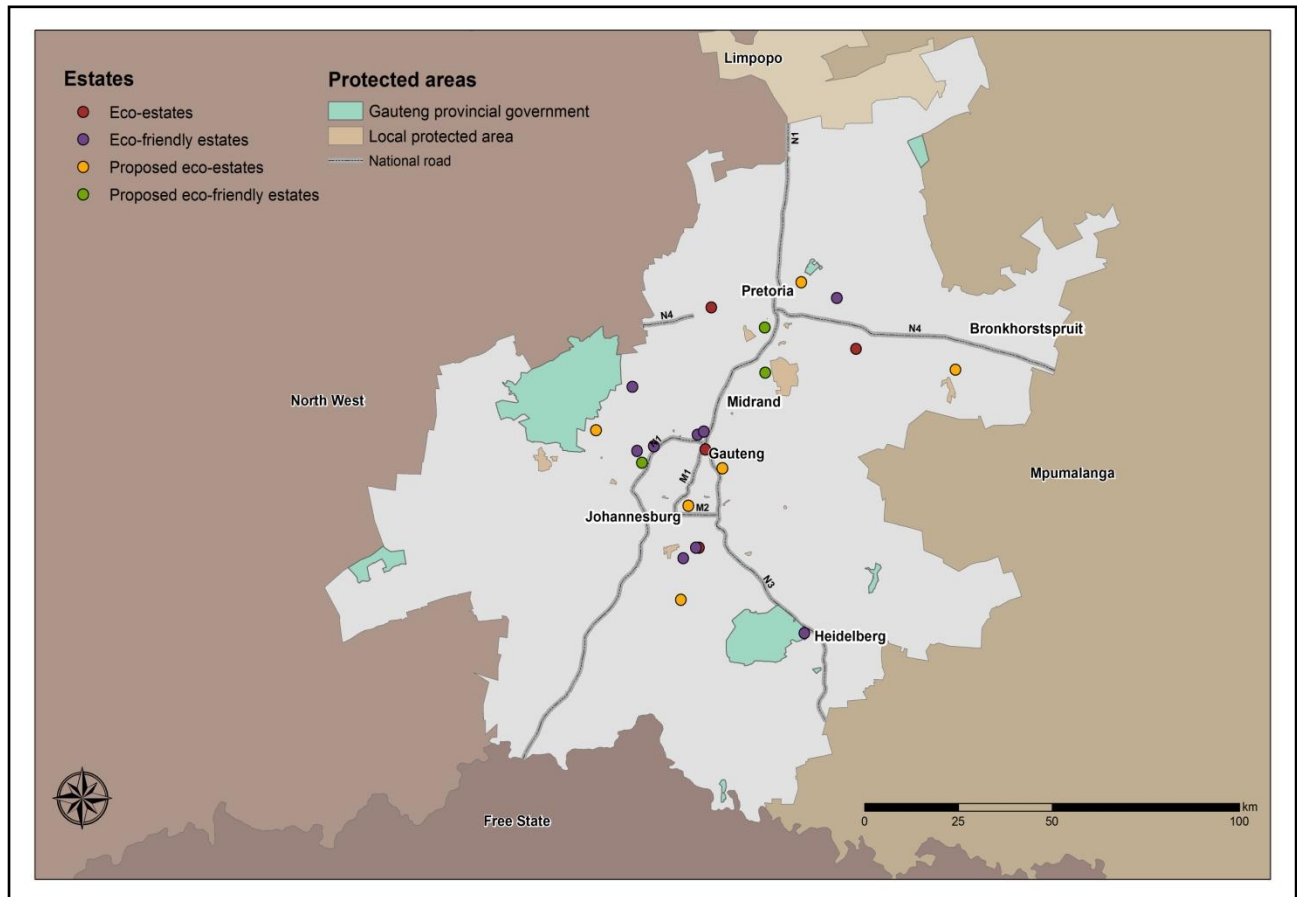 Estates
Eco-estates
Eco-friendly estates
Proposed eco-estates
Proposed eco-friendly estates
Protected areas
Gauteng provincial government
Local protected area
National road
Limpopo
N1
Pretoria
N4
N4
Bronkhorstspruit
North West
Midrand
N1
Gauteng
M1
Mpumalanga
Johannesburg
M2
N3
Heidelberg
Free State
km
0 25 50 100